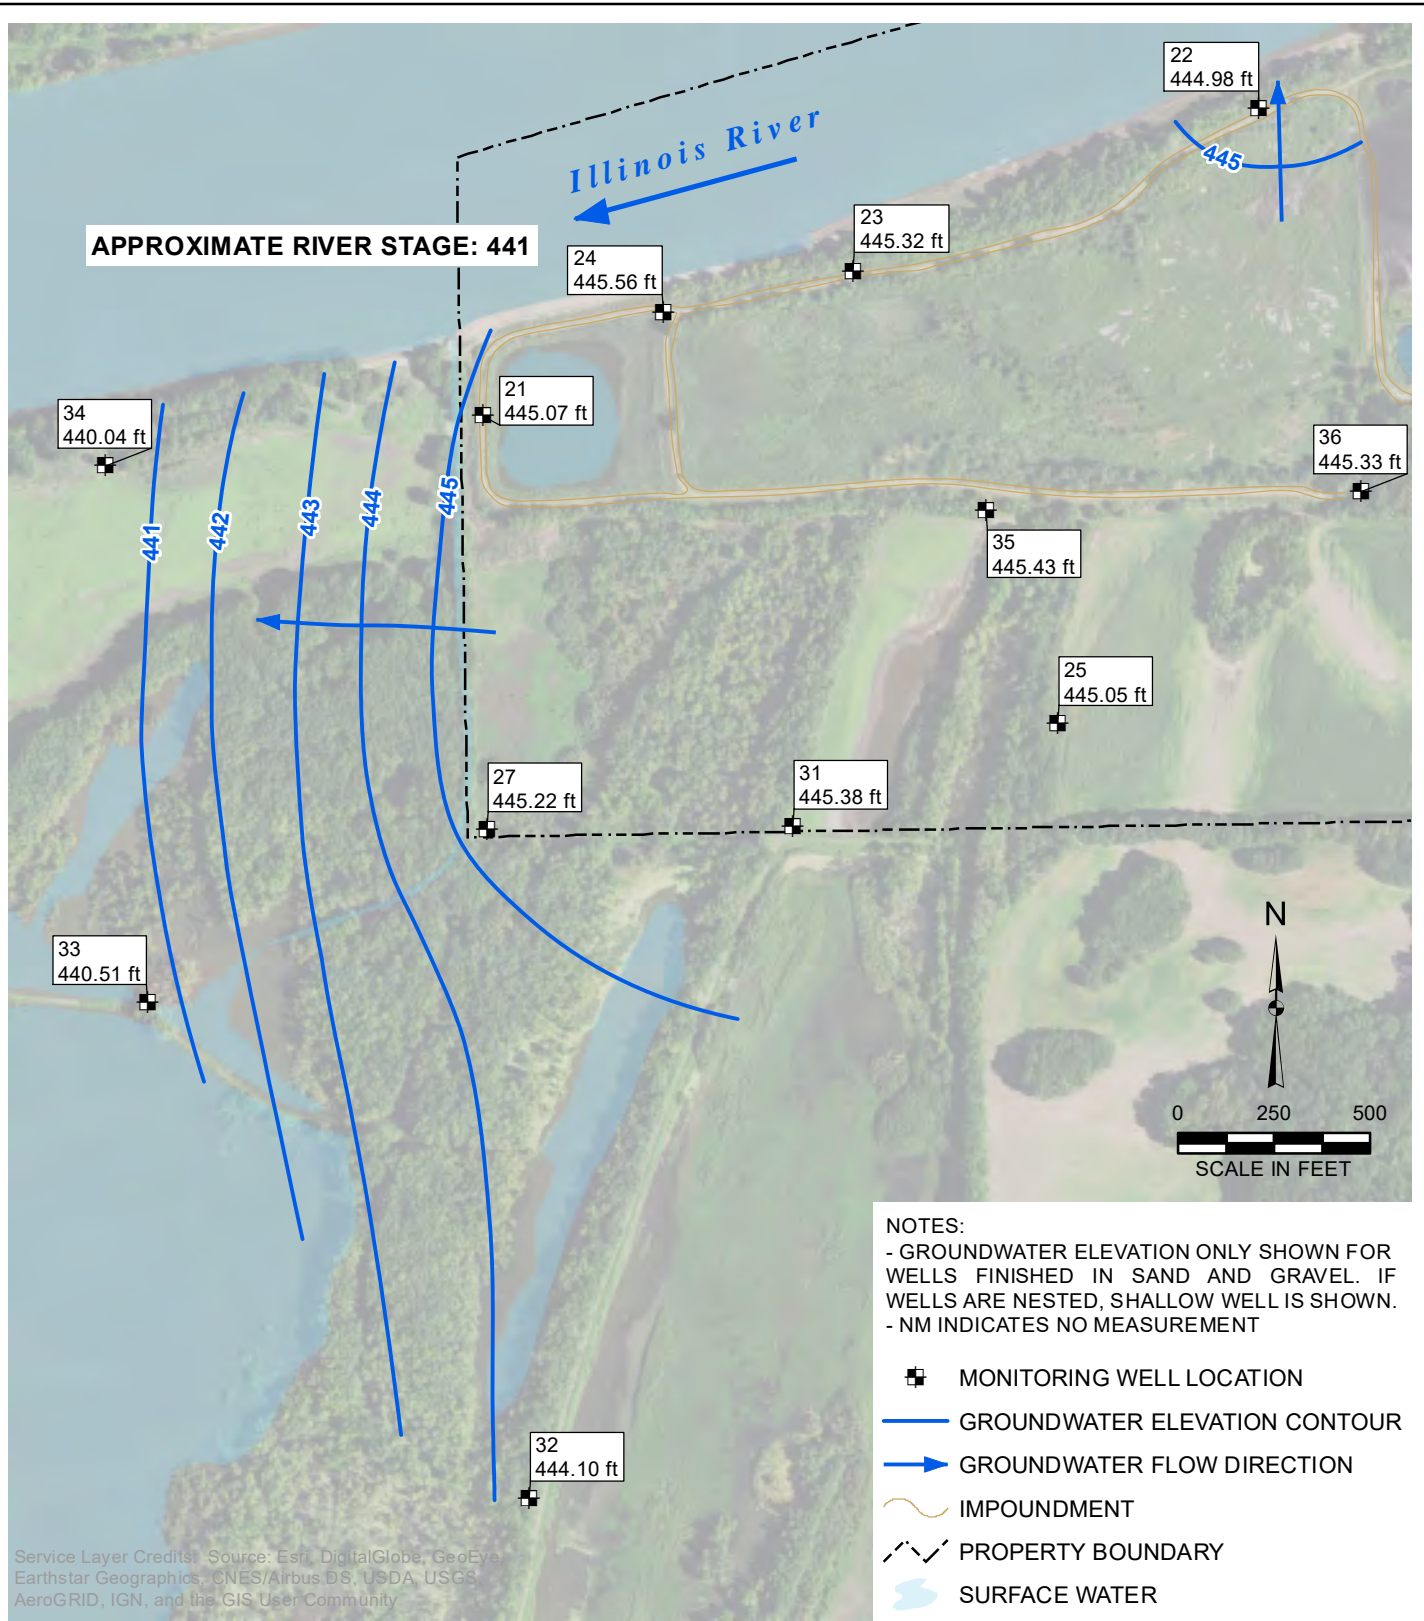 22
444.98 ft
Illinois River
445
23
445.32 ft
APPROXIMATE RIVER STAGE: 441
24
445.56 ft
21
445.07 ft
34
440.04 ft
36
445.33 ft
441
442
443
444
445
35
445.43 ft
25
445.05 ft
27
445.22 ft
31
445.38 ft
33
440.51 ft
N
0 250 500
SCALE IN FEET
NOTES:
- GROUNDWATER ELEVATION ONLY SHOWN FOR
WELLS FINISHED IN SAND AND GRAVEL. IF
WELLS ARE NESTED, SHALLOW WELL IS SHOWN.
- NM INDICATES NO MEASUREMENT
MONITORING WELL LOCATION
GROUNDWATER ELEVATION CONTOUR
GROUNDWATER FLOW DIRECTION
IMPOUNDMENT
PROPERTY BOUNDARY
SURFACE WATER
32
444.10 ft
Service Layer Credits: Source: Esri, DigitalGlobe, GeoEye,
Earthstar Geographics, CNES/Airbus DS, USDA, USGS,
AeroGRID, IGN, and the GIS User Community